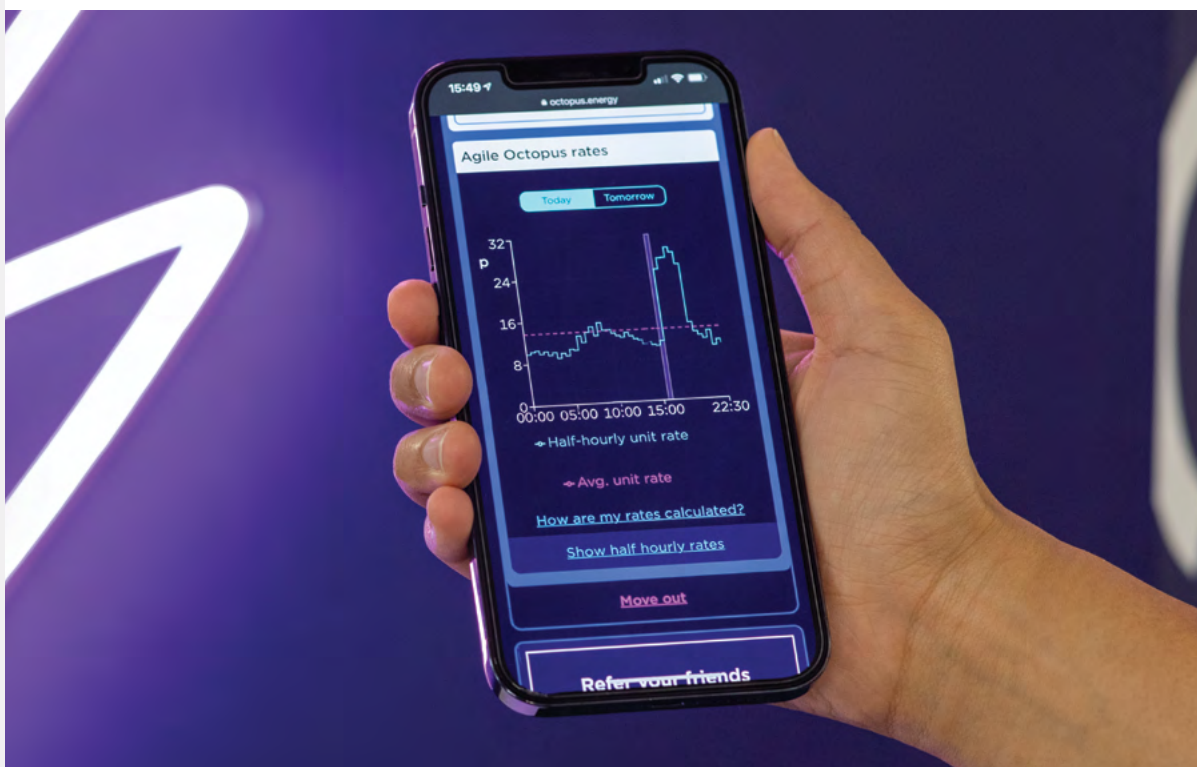 15:49
octopus.energy
Agile Octopus rates
Today Tomorrow
32
p
24
16
8
0
00:00 05:00 10:00 15:00 22:30
Half-hourly unit rate
Avg. unit rate
How are my rates calculated?
Show half hourly rates
Move out
Refer your friends